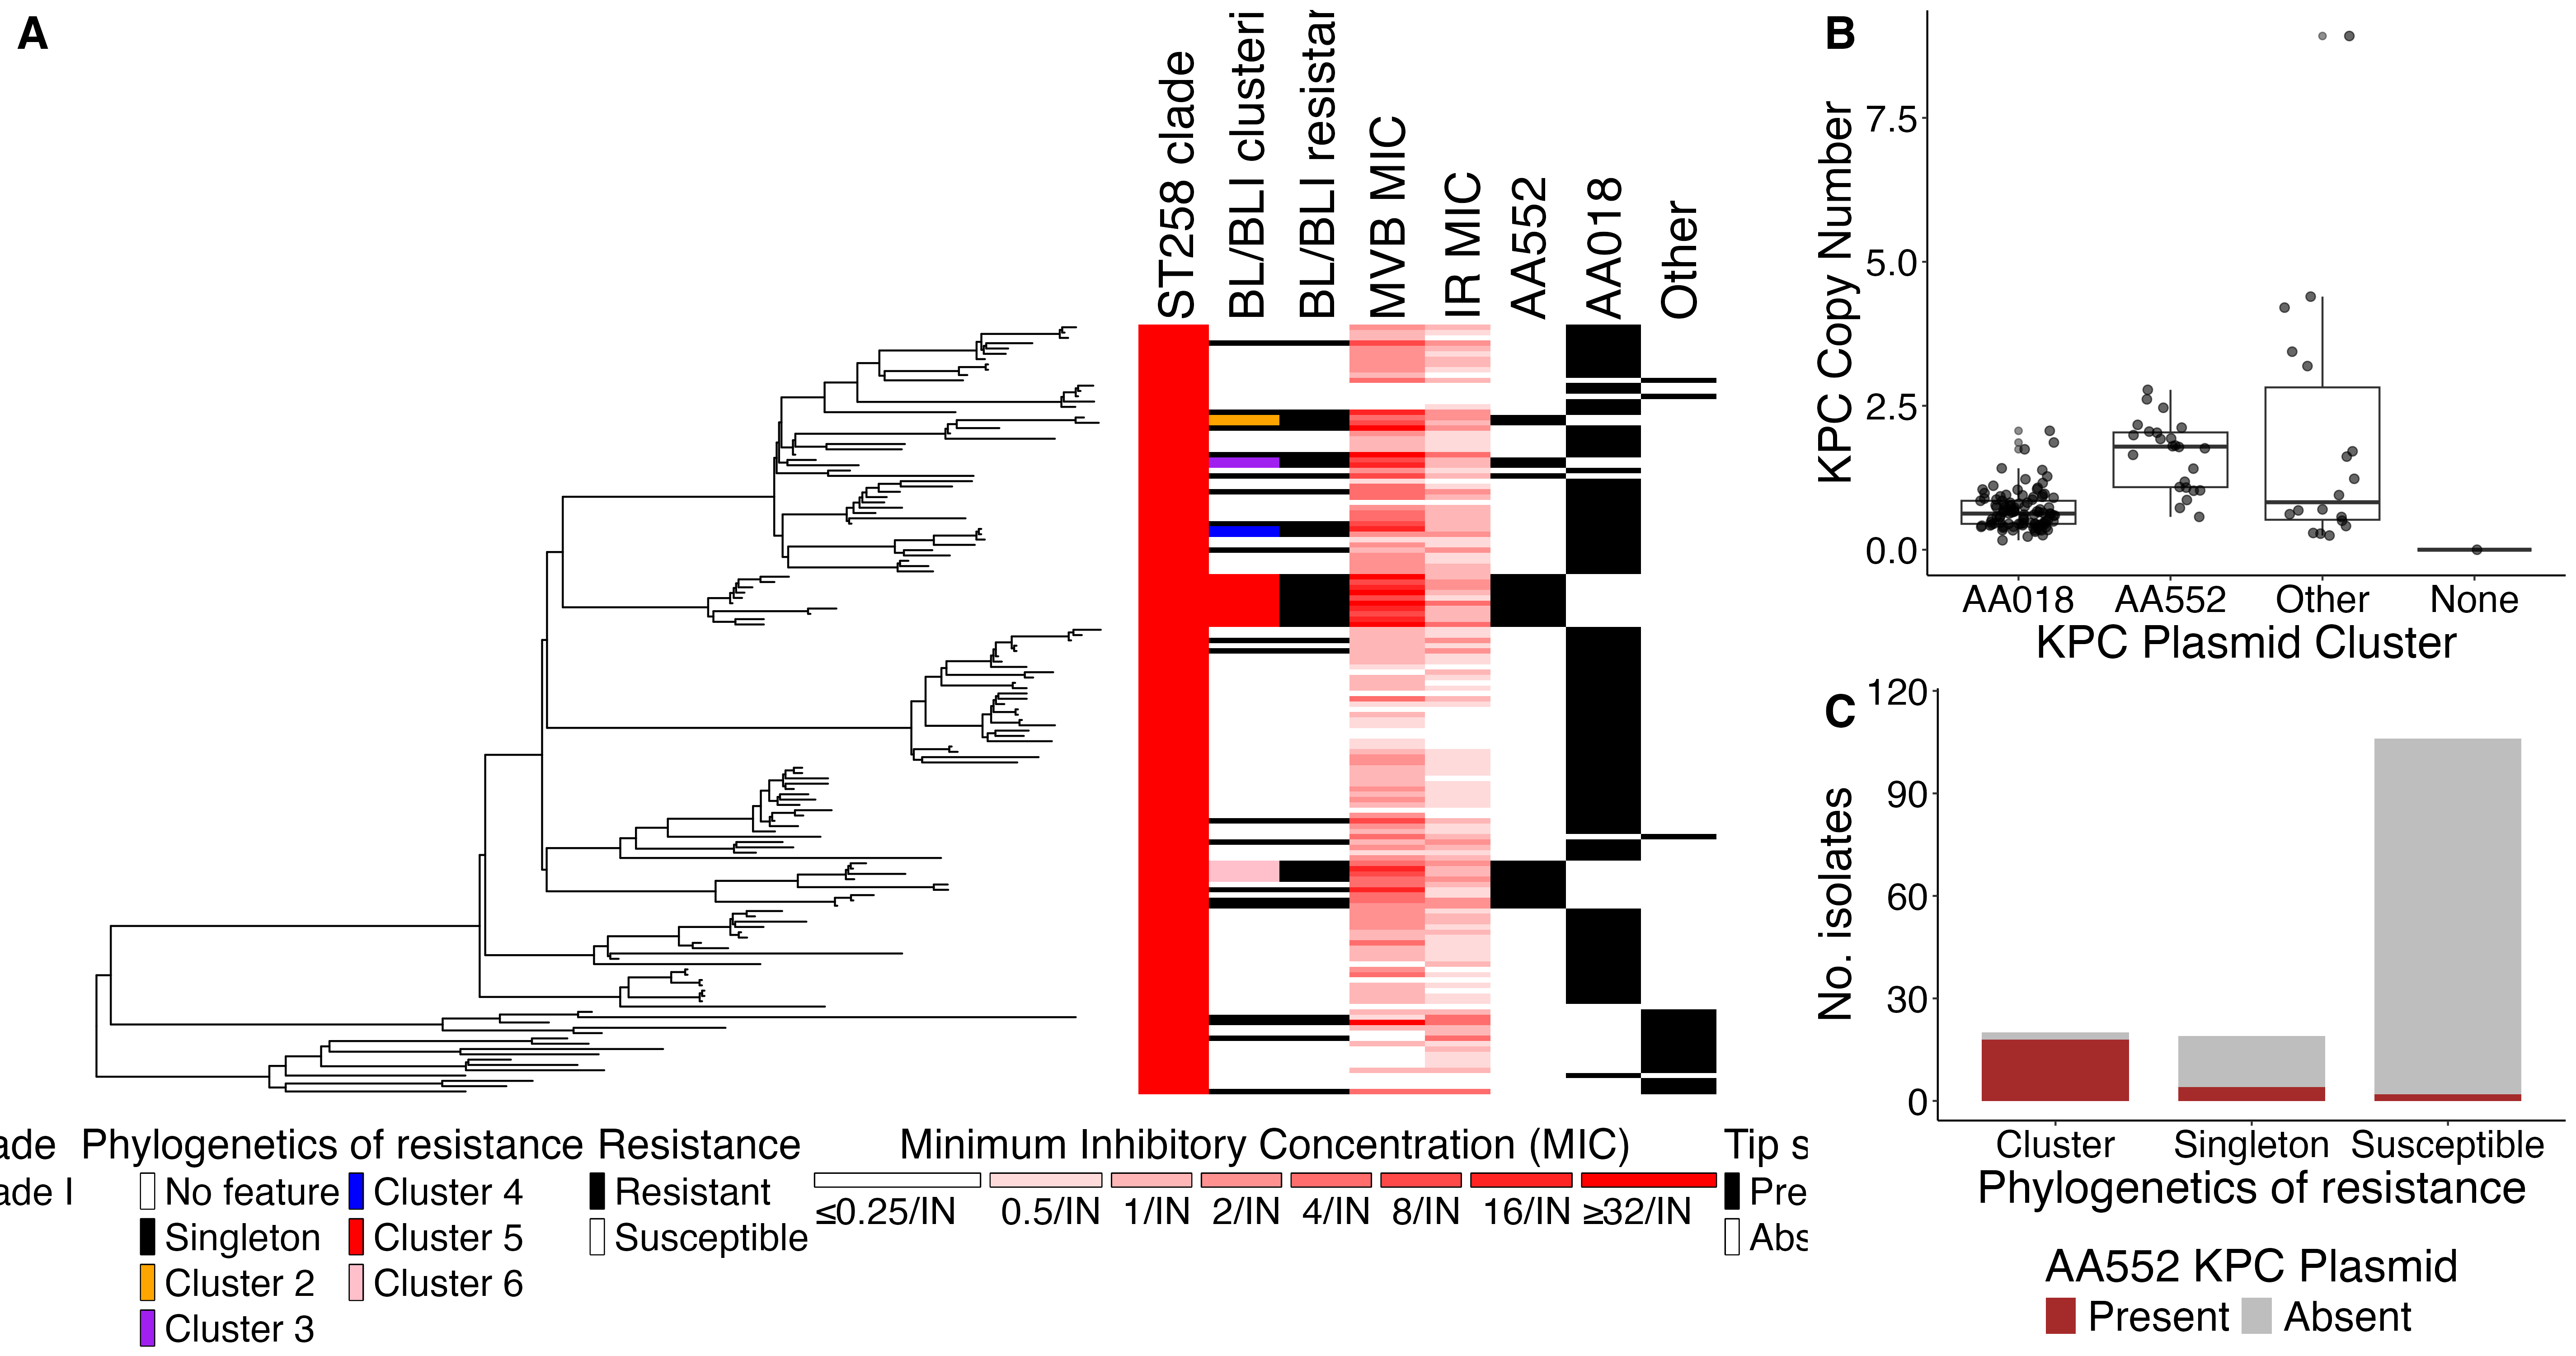 A
ST258 clade
BL/BLI clusteri
BL/BLI resistar
MVB MIC
IR MIC
AA552
AA018
Other
ade
ade I
Phylogenetics of resistance
No feature
Singleton
Cluster 2
Cluster 3
Cluster 4
Cluster 5
Cluster 6
Resistance
Resistant
Susceptible
Minimum Inhibitory Concentration (MIC)
≤0.25/IN 0.5/IN 1/IN 2/IN 4/IN 8/IN 16/IN ≥32/IN
Tip s
Pre
Abs
B
KPC Copy Number
7.5
5.0
2.5
0.0
AA018 AA552 Other None
KPC Plasmid Cluster
C
No. isolates
120
90
60
30
0
Cluster Singleton Susceptible
Phylogenetics of resistance
AA552 KPC Plasmid
Present Absent